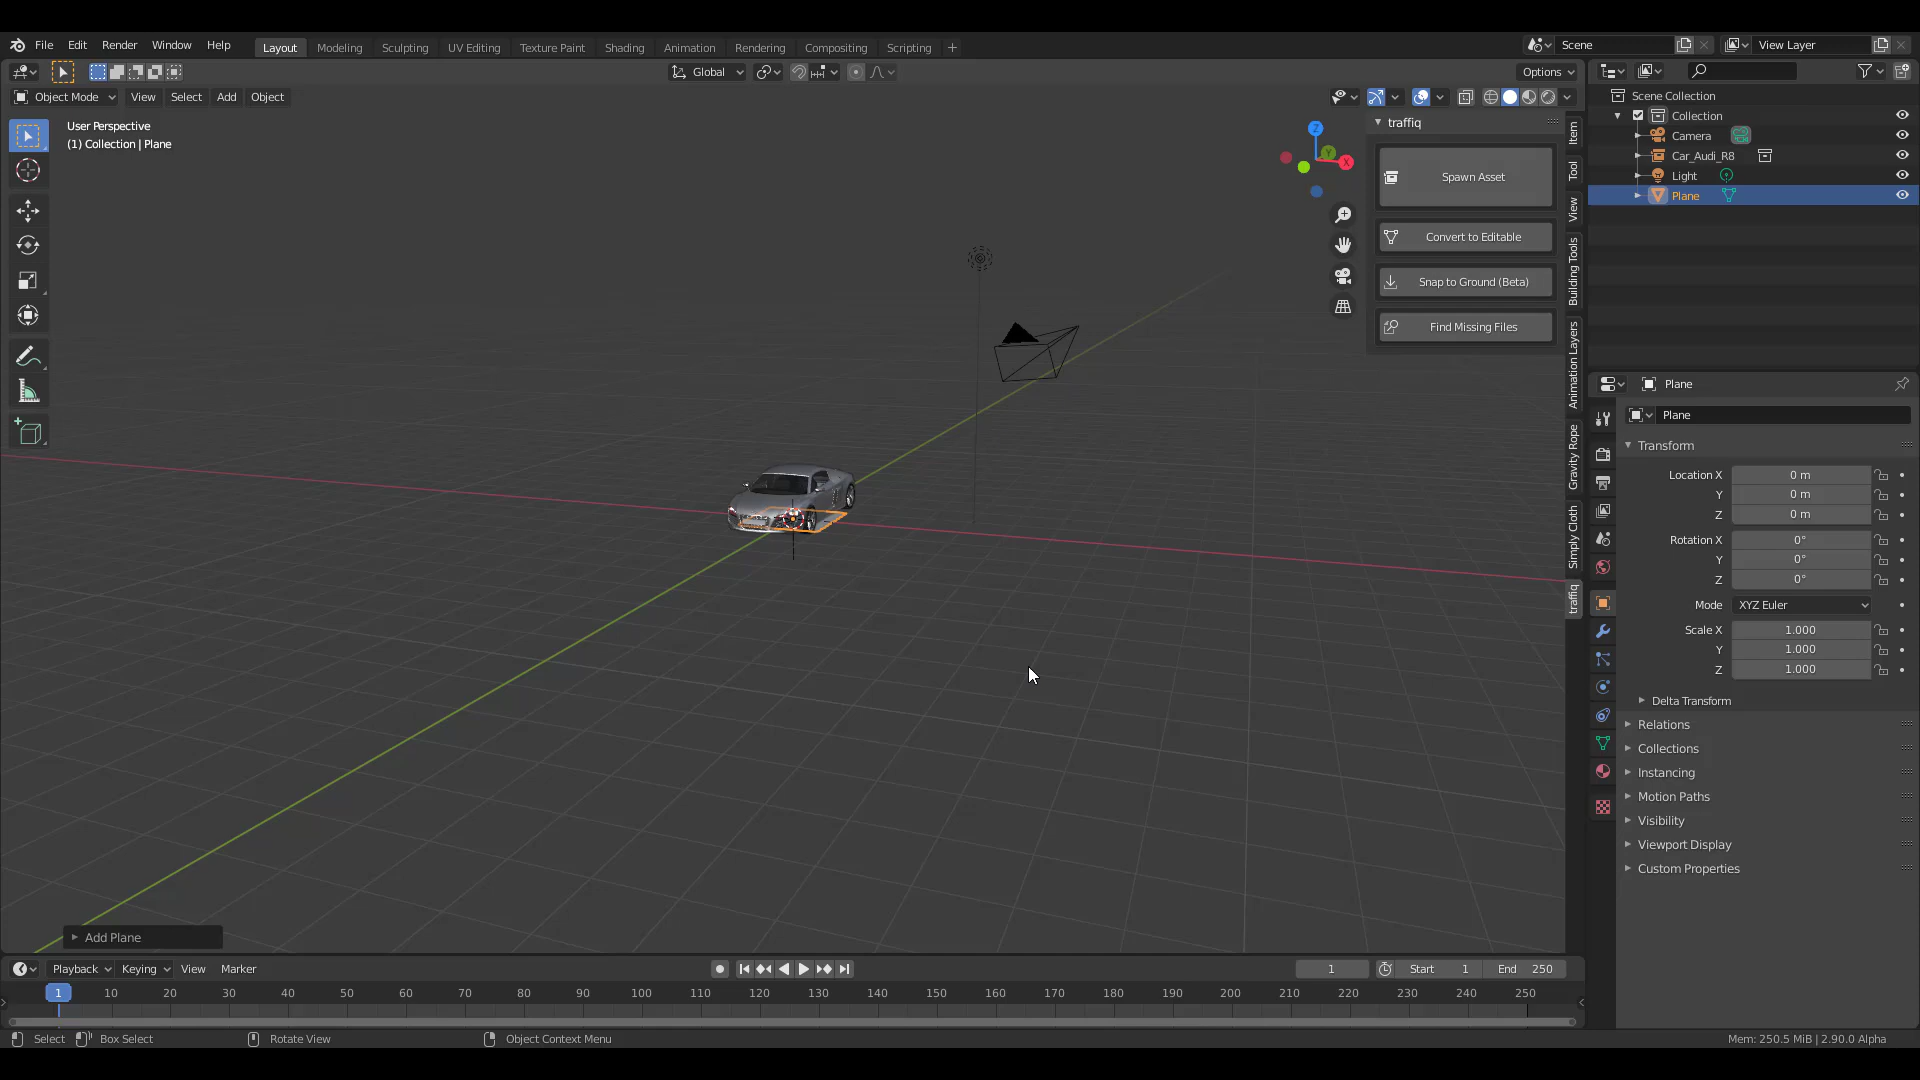 File Edit Render Window Help Layout Modeling Sculpting UV Editing Texture Paint Shading Animation Rendering Compositing Scripting + Scene View Layer
Global Options
Object Mode View Select Add Object
User Perspective
(1) Collection | Plane
Z
Y
X
traffiq
Spawn Asset
Convert to Editable
Snap to Ground (Beta)
Find Missing Files
Item
Tool
View
Building Tools
Animation Layers
Gravity Rope
Simply Cloth
traffiq
Scene Collection
Collection
Camera
Car_Audi_R8
Light
Plane
Plane
Plane
Transform
Location X 0 m
Y 0 m
Z 0 m
Rotation X 0°
Y 0°
Z 0°
Mode XYZ Euler
Scale X 1.000
Y 1.000
Z 1.000
Delta Transform
Relations
Collections
Instancing
Motion Paths
Visibility
Viewport Display
Custom Properties
Add Plane
Playback Keying View Marker 1 Start 1 End 250
1 10 20 30 40 50 60 70 80 90 100 110 120 130 140 150 160 170 180 190 200 210 220 230 240 250
Select Box Select Rotate View Object Context Menu Mem: 250.5 MiB | 2.90.0 Alpha